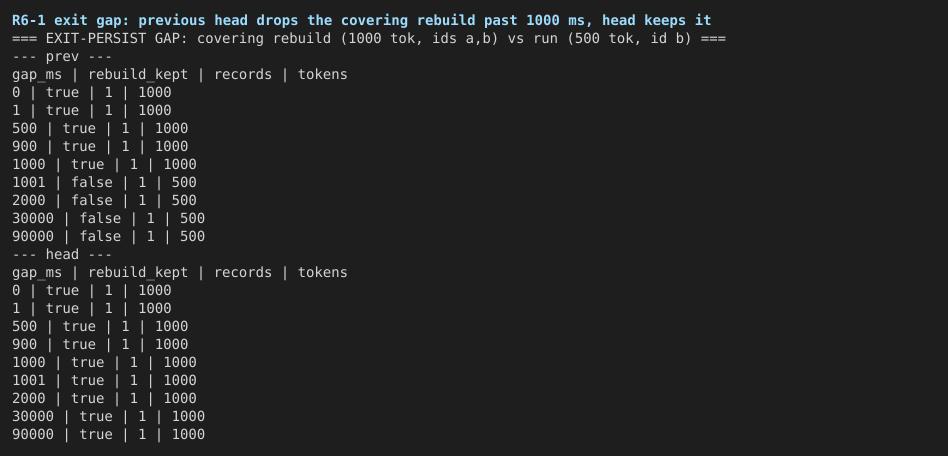 R6-1 exit gap: previous head drops the covering rebuild past 1000 ms, head keeps it
=== EXIT-PERSIST GAP: covering rebuild (1000 tok, ids a,b) vs run (500 tok, id b) ===
--- prev ---
gap_ms | rebuild_kept | records | tokens
0 | true | 1 | 1000
1 | true | 1 | 1000
500 | true | 1 | 1000
900 | true | 1 | 1000
1000 | true | 1 | 1000
1001 | false | 1 | 500
2000 | false | 1 | 500
30000 | false | 1 | 500
90000 | false | 1 | 500
--- head ---
gap_ms | rebuild_kept | records | tokens
0 | true | 1 | 1000
1 | true | 1 | 1000
500 | true | 1 | 1000
900 | true | 1 | 1000
1000 | true | 1 | 1000
1001 | true | 1 | 1000
2000 | true | 1 | 1000
30000 | true | 1 | 1000
90000 | true | 1 | 1000